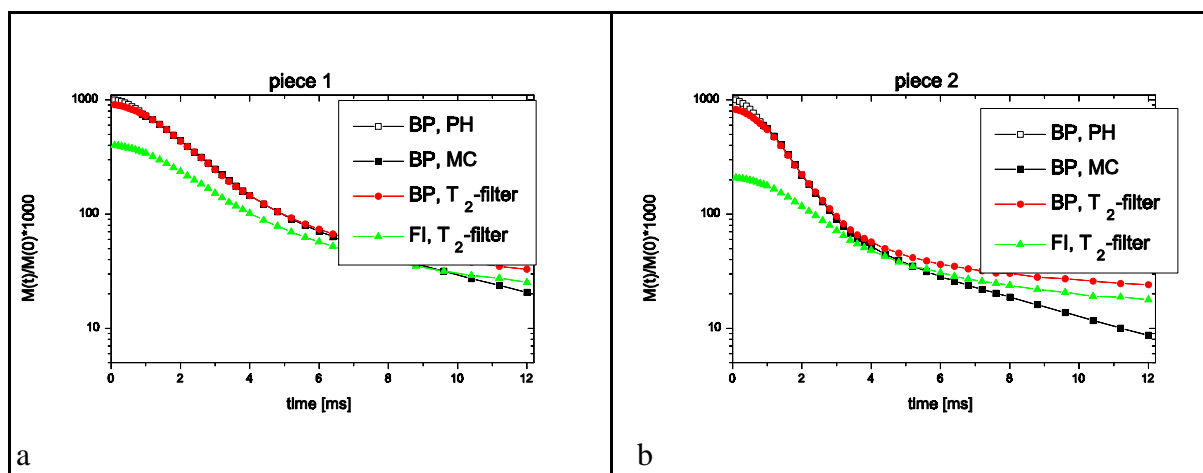 piece 1
1000
100
10
M(t)/M(0)*1000
BP, PH
BP, MC
BP, T2-filter
FI, T2-filter
0 2 4 6 8 10 12
time [ms]
a
piece 2
1000
100
10
M(t)/M(0)*1000
BP, PH
BP, MC
BP, T2-filter
FI, T2-filter
0 2 4 6 8 10 12
time [ms]
b